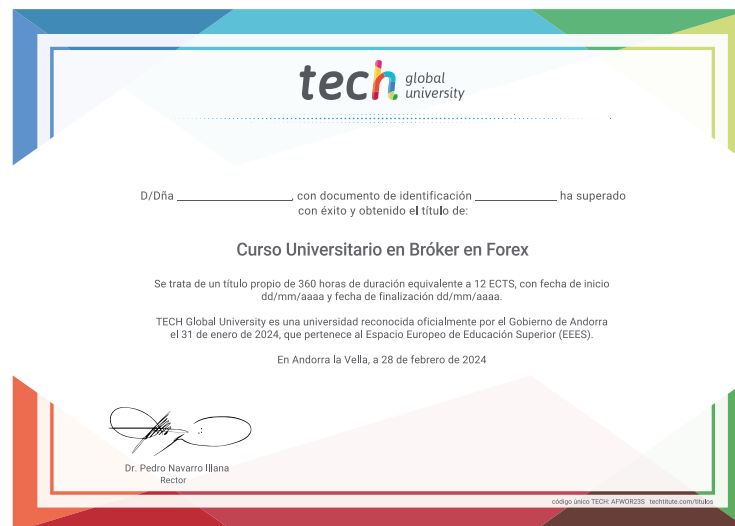 tech global university
D/Dña ____________, con documento de identificación ____________ ha superado
con éxito y obtenido el título de:
Curso Universitario en Bróker en Forex
Se trata de un título propio de 360 horas de duración equivalente a 12 ECTS, con fecha de inicio
dd/mm/aaaa y fecha de finalización dd/mm/aaaa.
TECH Global University es una universidad reconocida oficialmente por el Gobierno de Andorra
el 31 de enero de 2024, que pertenece al Espacio Europeo de Educación Superior (EEES).
En Andorra la Vella, a 28 de febrero de 2024
Dr. Pedro Navarro Illana
Rector
código único TECH: AFWOR23S techtitute.com/titulos